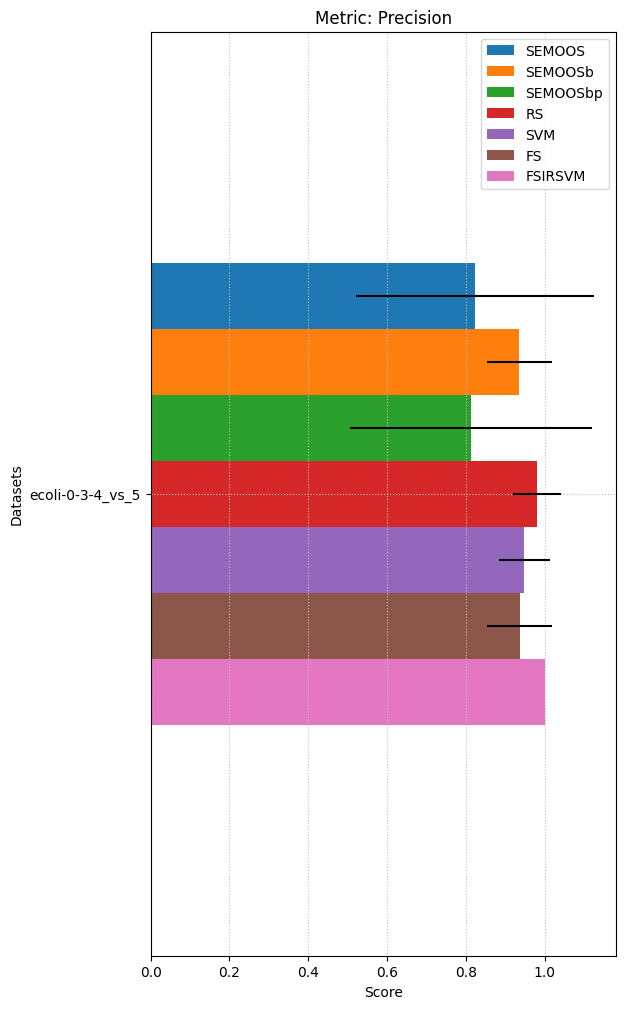 Metric: Precision
SEMOOS
SEMOOSb
SEMOOSbp
RS
SVM
FS
FSIRSVM
Datasets
ecoli-0-3-4_vs_5
0.0 0.2 0.4 0.6 0.8 1.0
Score